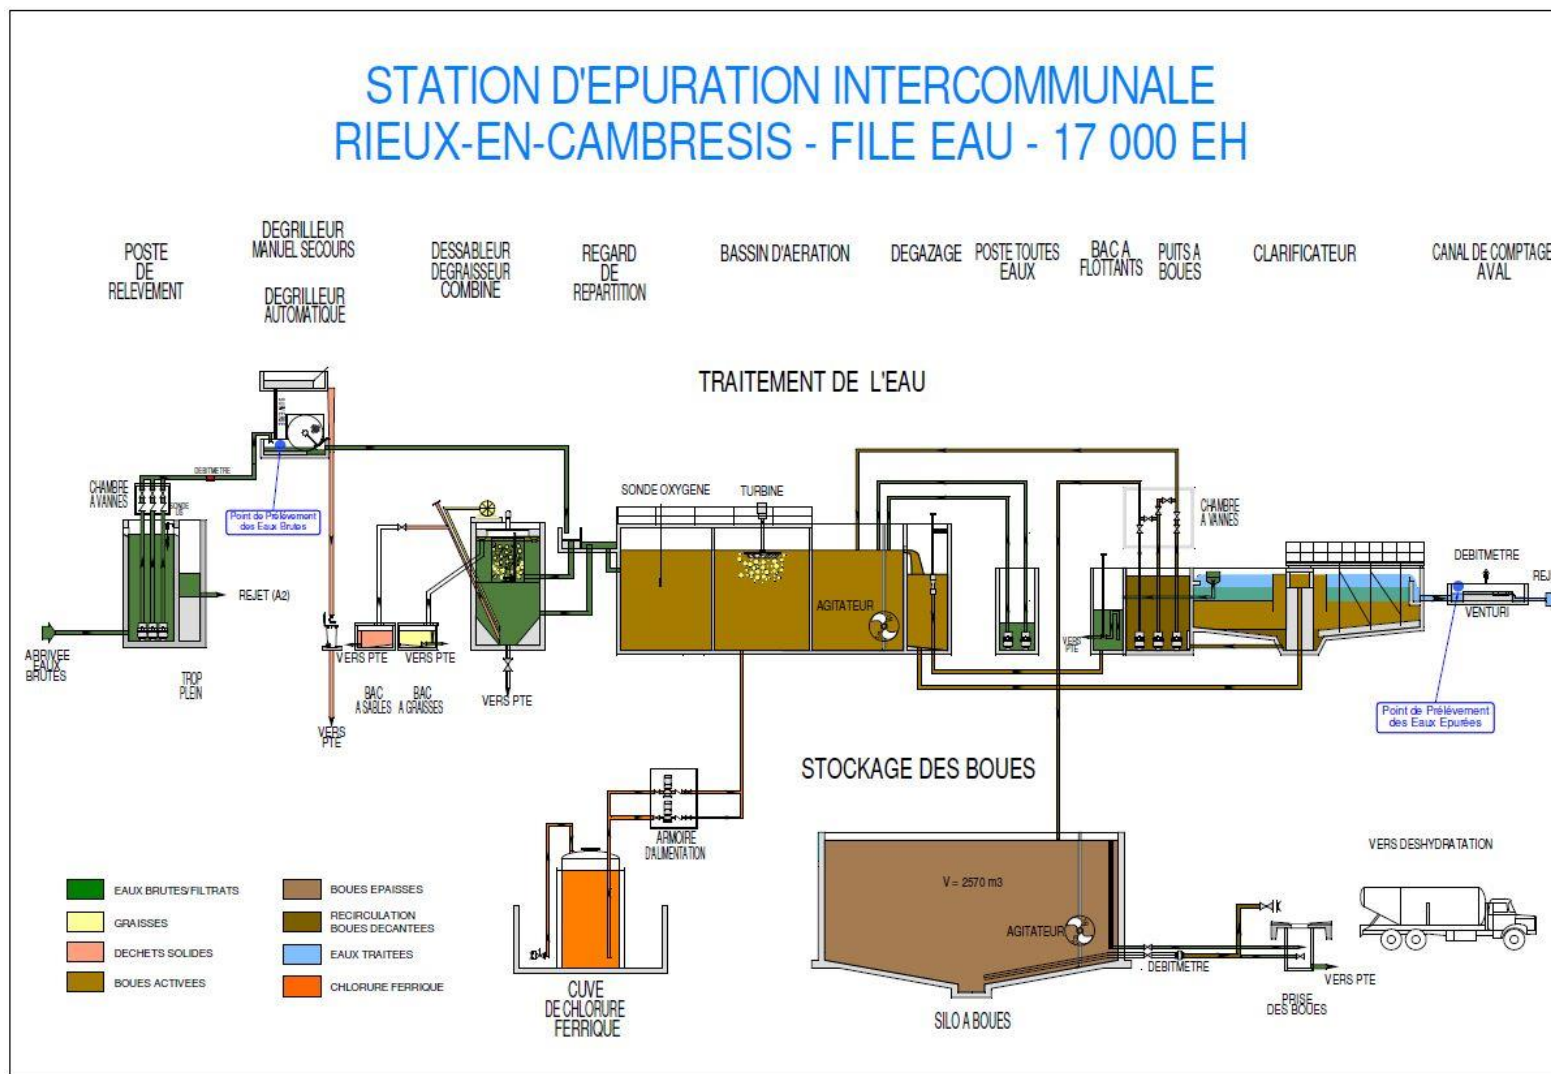 STATION D'EPURATION INTERCOMMUNALE
RIEUX-EN-CAMBRESIS - FILE EAU - 17 000 EH
POSTE
DE
RELEVEMENT
DEGRILLEUR
MANUEL SECOURS
DEGRILLEUR
AUTOMATIQUE
DESSABLEUR
DEGRAISSEUR
COMBINE
REGARD
DE
REPARTITION
BASSIN D'AERATION
DEGAZAGE
POSTE TOUTES
EAUX
BAC A
FLOTTANTS
PUITS A
BOUES
CLARIFICATEUR
CANAL DE COMPTAGE
AVAL
TRAITEMENT DE L'EAU
DEBITMETRE
CHAMBRE
A VANNES
SONDE
US
Point de Prélèvement
des Eaux Brutes
SONDE OXYGENE
TURBINE
CHAMBRE
A VANNES
DEBITMETRE
REJ
VENTURI
REJET (A2)
AGITATEUR
ARRIVEE
EAUX
BRUTES
TROP
PLEIN
VERS PTE
VERS PTE
VERS
PTE
BAC
A SABLES
BAC
A GRAISSES
VERS PTE
VERS
PTE
Point de Prélèvement
des Eaux Epurées
STOCKAGE DES BOUES
ARMOIRE
D'ALIMENTATION
VERS DESHYDRATATION
V = 2570 m3
AGITATEUR
DEBITMETRE
VERS PTE
PRISE
DES BOUES
SILO A BOUES
CUVE
DE CHLORURE
FERRIQUE
EAUX BRUTES/FILTRATS
GRAISSES
DECHETS SOLIDES
BOUES ACTIVEES
BOUES EPAISSES
RECIRCULATION
BOUES DECANTEES
EAUX TRAITEES
CHLORURE FERRIQUE